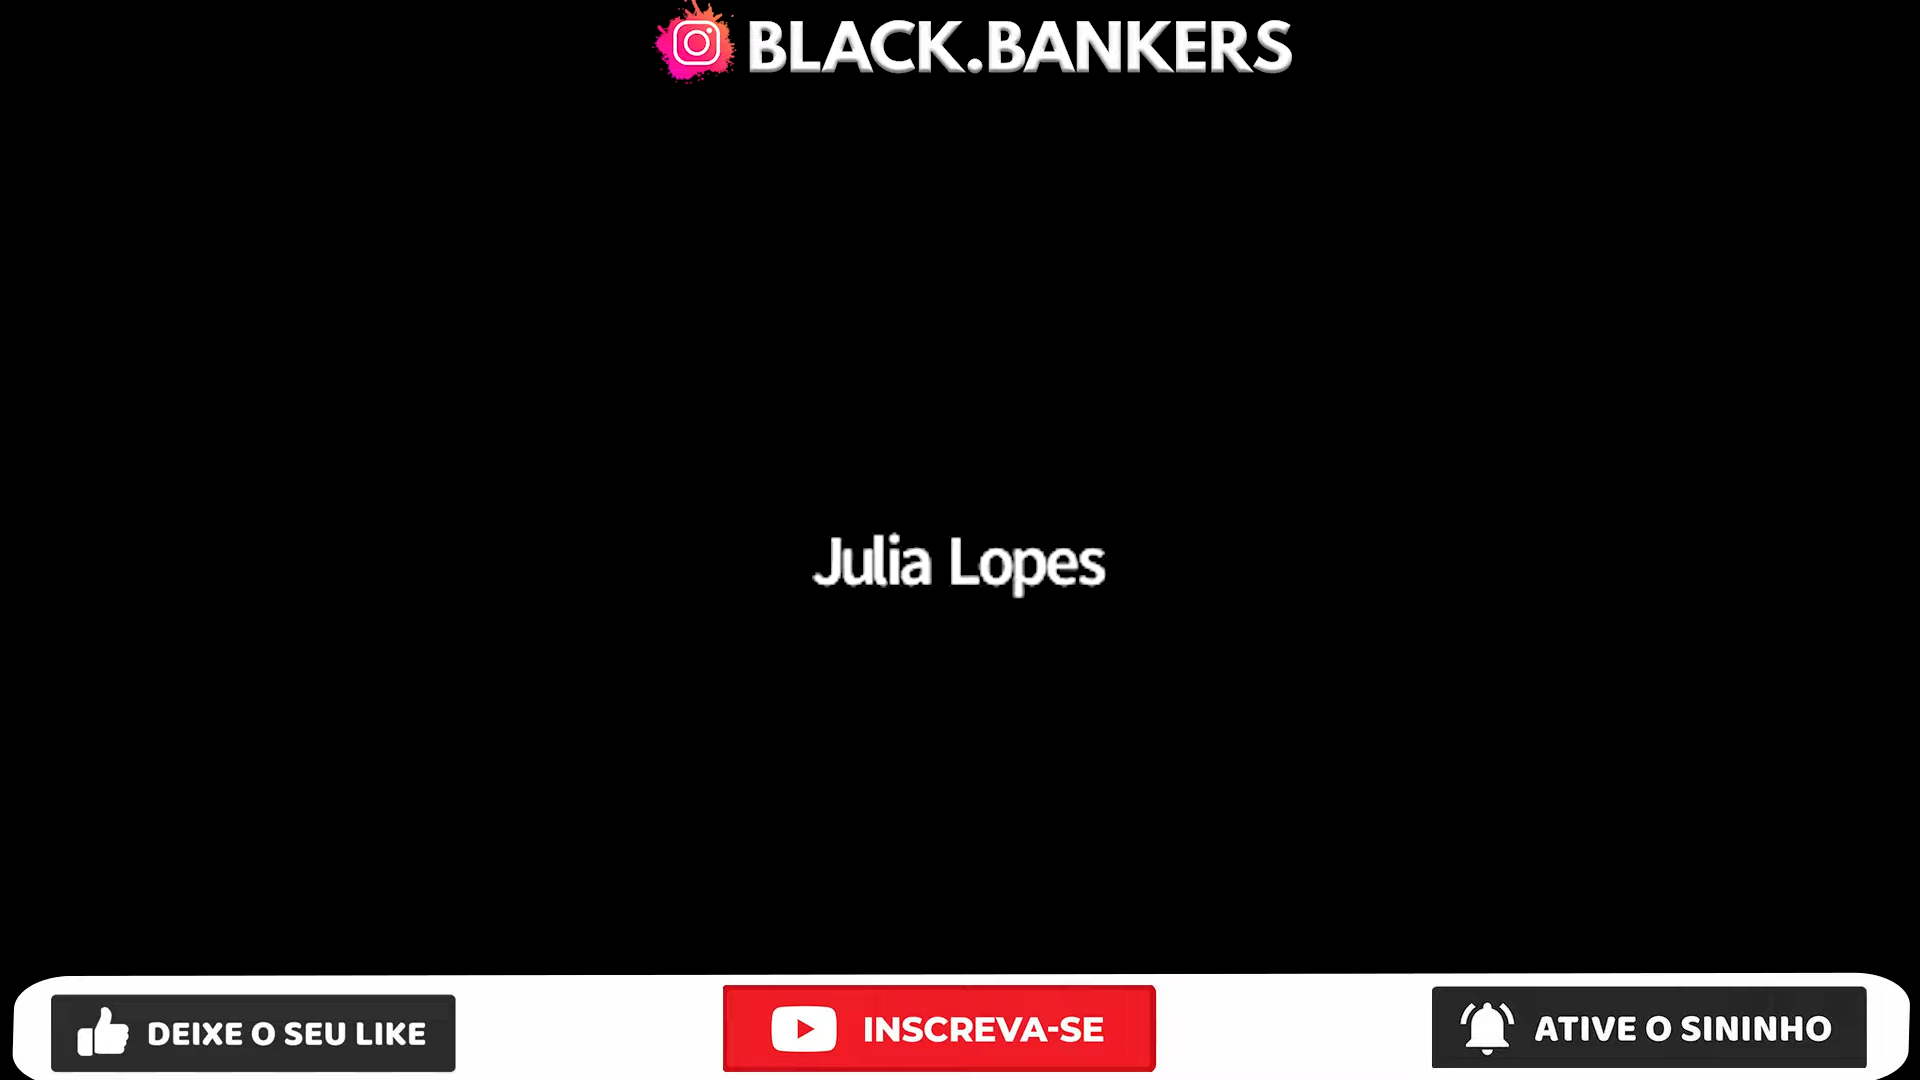 BLACK.BANKERS
Julia Lopes
DEIXE O SEU LIKE
INSCREVA-SE
ATIVE O SININHO